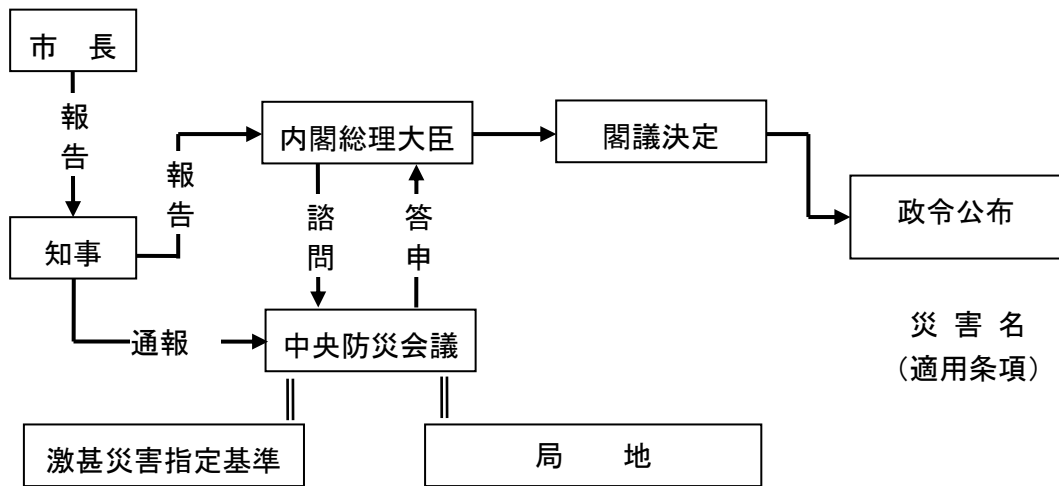 市　長
報告
内閣総理大臣
閣議決定
報告
諮問
答申
政令公布
知事
通報
中央防災会議
災 害 名
（適用条項）
激甚災害指定基準
局　　地